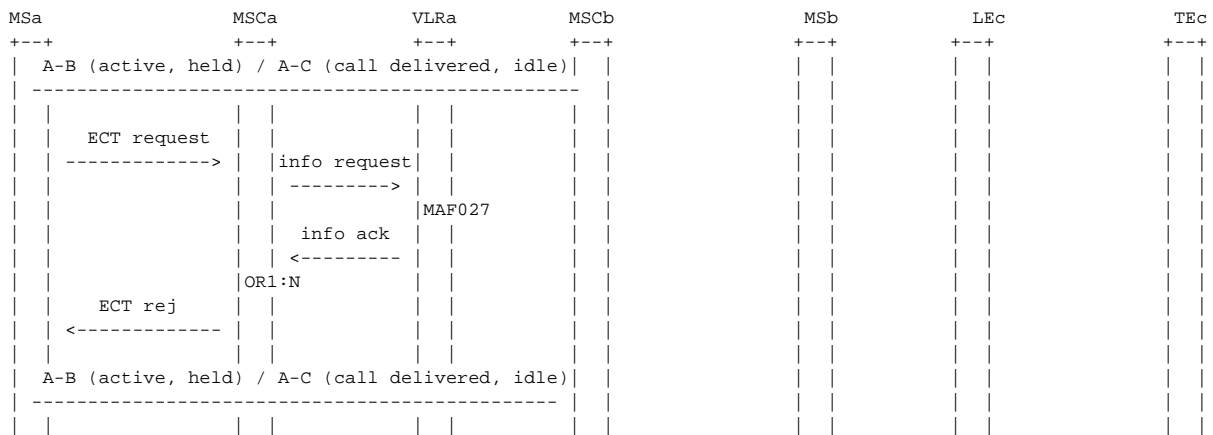 MSa MSCa VLRa MSCb MSb LEc TEc
A-B (active, held) / A-C (call delivered, idle)
ECT request
info request
MAF027
info ack
OR1:N
ECT rej
A-B (active, held) / A-C (call delivered, idle)